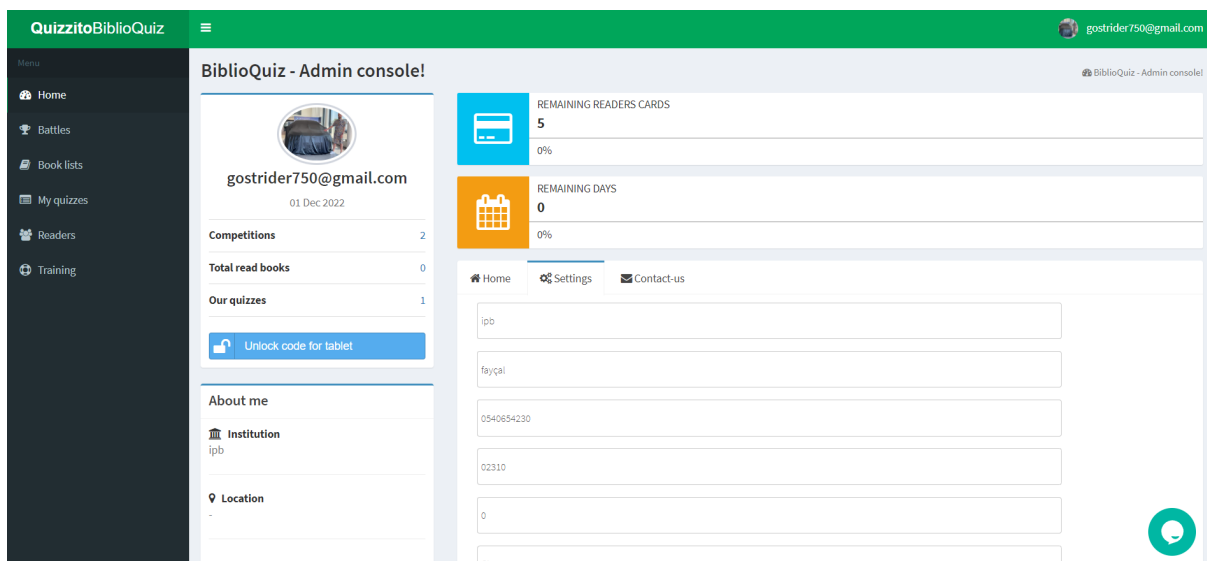 QuizzitoBiblioQuiz
gostrider750@gmail.com
Menu
Home
Battles
Book lists
My quizzes
Readers
Training
BiblioQuiz - Admin console!
BiblioQuiz - Admin console!
gostrider750@gmail.com
01 Dec 2022
Competitions 2
Total read books 0
Our quizzes 1
Unlock code for tablet
About me
Institution
ipb
Location
-
REMAINING READERS CARDS
5
0%
REMAINING DAYS
0
0%
Home Settings Contact-us
ipb
fayçal
0540654230
02310
0